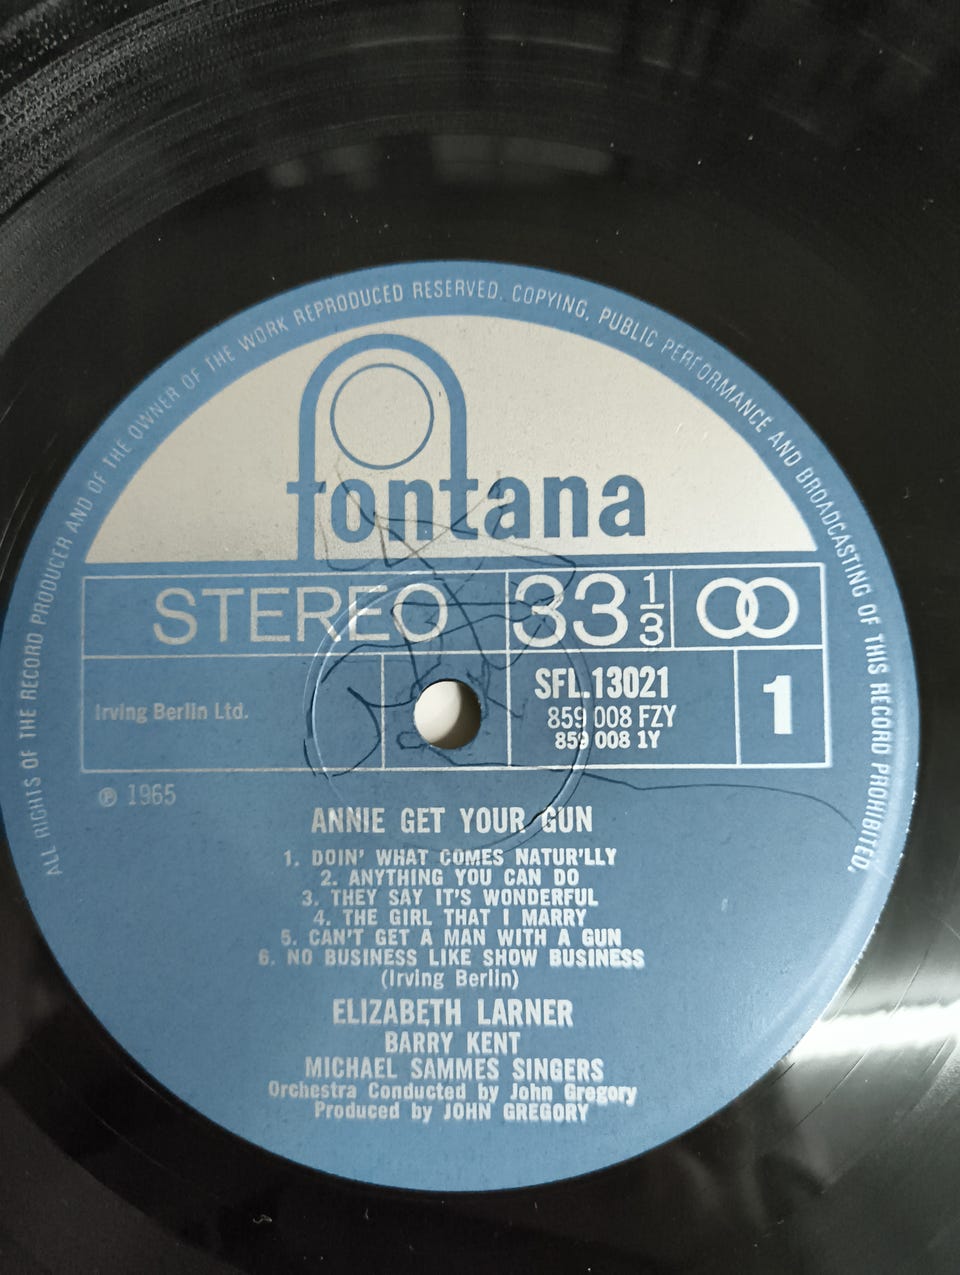 ALL RIGHTS OF THE RECORD PRODUCER AND OF THE OWNER OF THE WORK REPRODUCED RESERVED. COPYING, PUBLIC PERFORMANCE AND BROADCASTING OF THIS RECORD PROHIBITED.
fontana
STEREO 33 1/3
Irving Berlin Ltd.
SFL.13021
859 008 FZY
859 008 1Y
1
℗ 1965
ANNIE GET YOUR GUN
1. DOIN' WHAT COMES NATUR'LLY
2. ANYTHING YOU CAN DO
3. THEY SAY IT'S WONDERFUL
4. THE GIRL THAT I MARRY
5. CAN'T GET A MAN WITH A GUN
6. NO BUSINESS LIKE SHOW BUSINESS
(Irving Berlin)
ELIZABETH LARNER
BARRY KENT
MICHAEL SAMMES SINGERS
Orchestra Conducted by John Gregory
Produced by JOHN GREGORY